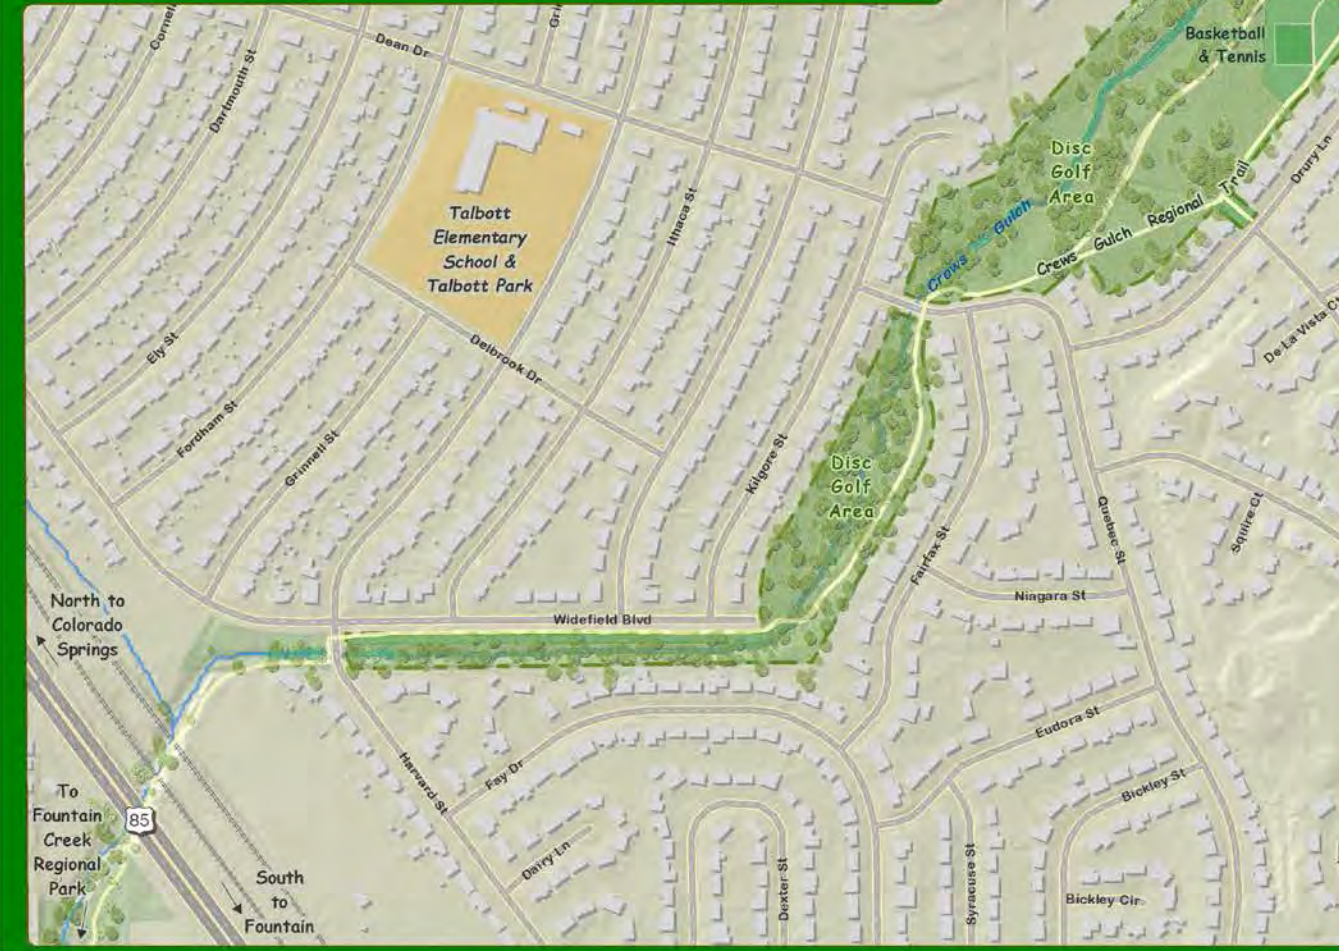 Cornel
Gri
Dean Dr
Dartmouth St
Basketball
& Tennis
Disc
Golf
Area
Drury Ln
Talbott
Elementary
School &
Talbott Park
Ithaca St
Crews Gulch
Crews Gulch Regional Trail
De La Vista C
Ely St
Delbrook Dr
Fordham St
Grinnell St
Kilgore St
Disc
Golf
Area
Quebec St
Squire Ct
Fairfax St
Niagara St
North to
Colorado
Springs
Widefield Blvd
Eudora St
Harvard St
Fay Dr
Bickley St
To
Fountain
Creek
Regional
Park
85
Dairy Ln
Dexter St
Syracuse St
South
to
Fountain
Bickley Cir